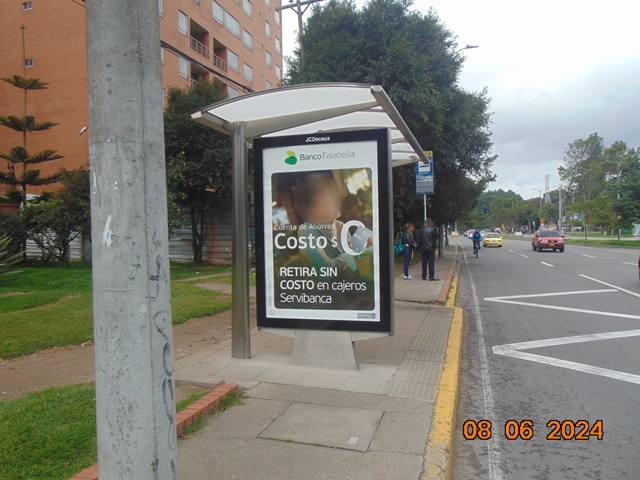 JCDecaux
Banco Falabella
Cuenta de Ahorros
Costo $0
RETIRA SIN
COSTO en cajeros
Servibanca
08 06 2024